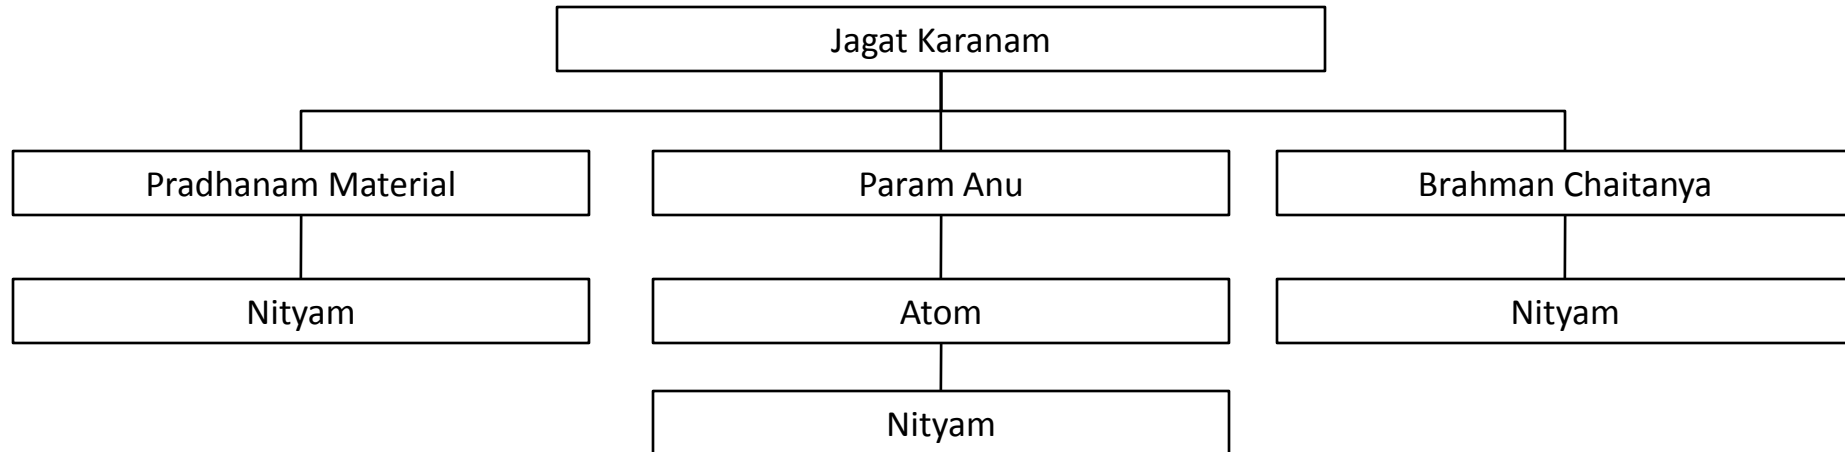 Jagat Karanam
Pradhanam Material
Param Anu
Brahman Chaitanya
Nityam
Atom
Nityam
Nityam